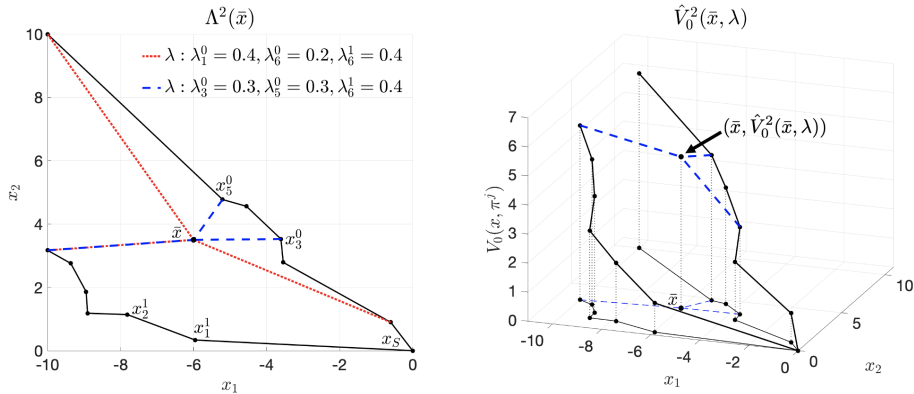 Λ²(x̄)
λ : λ₁⁰ = 0.4, λ₆⁰ = 0.2, λ₆¹ = 0.4
λ : λ₃⁰ = 0.3, λ₅⁰ = 0.3, λ₆¹ = 0.4
10
8
6
4
2
0
x₂
x₅⁰
x̄
x₃⁰
x₂¹
x₁¹
x_S
-10
-8
-6
-4
-2
0
x₁
V̂₀²(x̄, λ)
(x̄, V̂₀²(x̄, λ))
7
6
5
4
3
2
1
0
V₀(x, πʲ)
x̄
-10
-8
-6
-4
-2
0
x₁
0
5
10
x₂